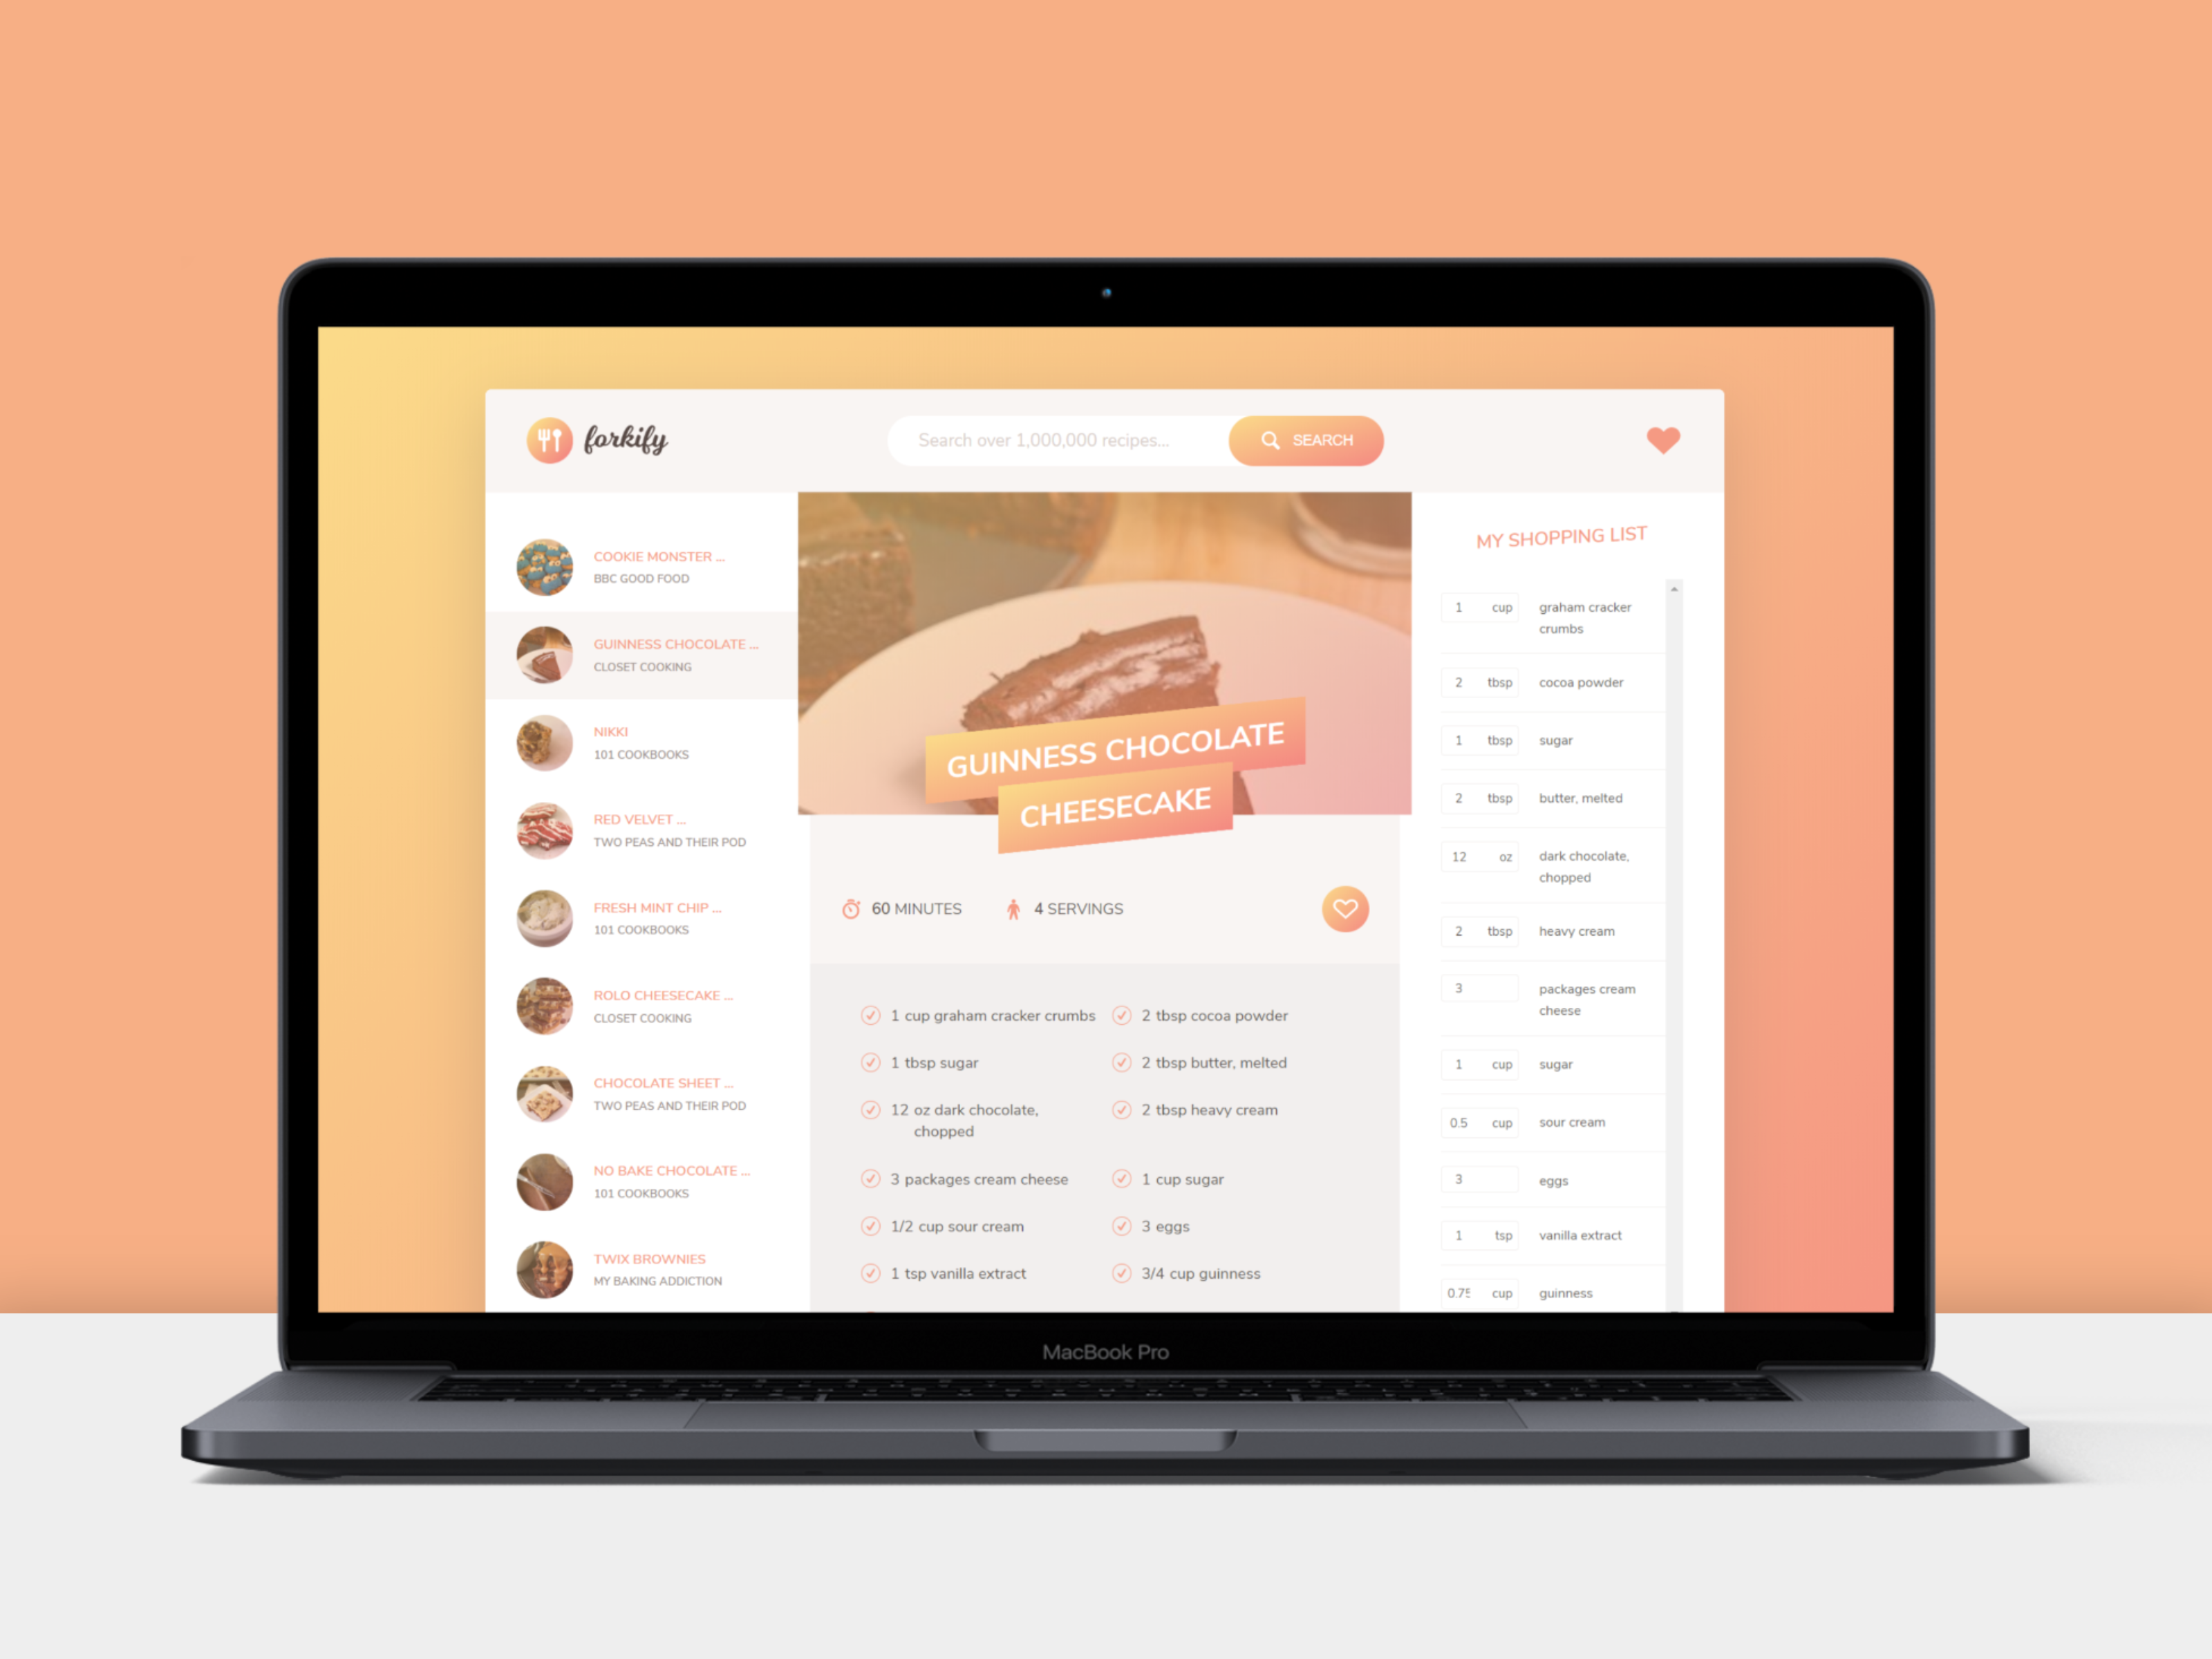 forkify
Search over 1,000,000 recipes...
SEARCH
COOKIE MONSTER ...
BBC GOOD FOOD
GUINNESS CHOCOLATE ...
CLOSET COOKING
NIKKI
101 COOKBOOKS
RED VELVET ...
TWO PEAS AND THEIR POD
FRESH MINT CHIP ...
101 COOKBOOKS
ROLO CHEESECAKE ...
CLOSET COOKING
CHOCOLATE SHEET ...
TWO PEAS AND THEIR POD
NO BAKE CHOCOLATE ...
101 COOKBOOKS
TWIX BROWNIES
MY BAKING ADDICTION
GUINNESS CHOCOLATE
CHEESECAKE
60 MINUTES
4 SERVINGS
1 cup graham cracker crumbs
2 tbsp cocoa powder
1 tbsp sugar
2 tbsp butter, melted
12 oz dark chocolate,
chopped
2 tbsp heavy cream
3 packages cream cheese
1 cup sugar
1/2 cup sour cream
3 eggs
1 tsp vanilla extract
3/4 cup guinness
MY SHOPPING LIST
1 cup graham cracker
crumbs
2 tbsp cocoa powder
1 tbsp sugar
2 tbsp butter, melted
12 oz dark chocolate,
chopped
2 tbsp heavy cream
3 packages cream
cheese
1 cup sugar
0.5 cup sour cream
3 eggs
1 tsp vanilla extract
0.75 cup guinness
MacBook Pro